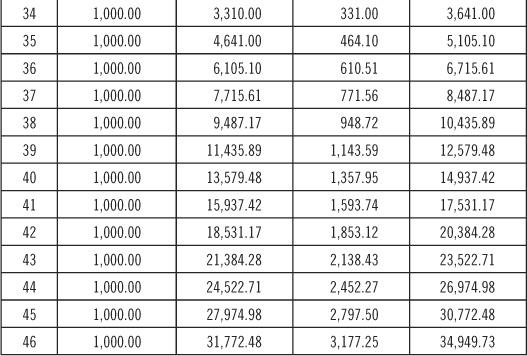 34 1,000.00 3,310.00 331.00 3,641.00
35 1,000.00 4,641.00 464.10 5,105.10
36 1,000.00 6,105.10 610.51 6,715.61
37 1,000.00 7,715.61 771.56 8,487.17
38 1,000.00 9,487.17 948.72 10,435.89
39 1,000.00 11,435.89 1,143.59 12,579.48
40 1,000.00 13,579.48 1,357.95 14,937.42
41 1,000.00 15,937.42 1,593.74 17,531.17
42 1,000.00 18,531.17 1,853.12 20,384.28
43 1,000.00 21,384.28 2,138.43 23,522.71
44 1,000.00 24,522.71 2,452.27 26,974.98
45 1,000.00 27,974.98 2,797.50 30,772.48
46 1,000.00 31,772.48 3,177.25 34,949.73